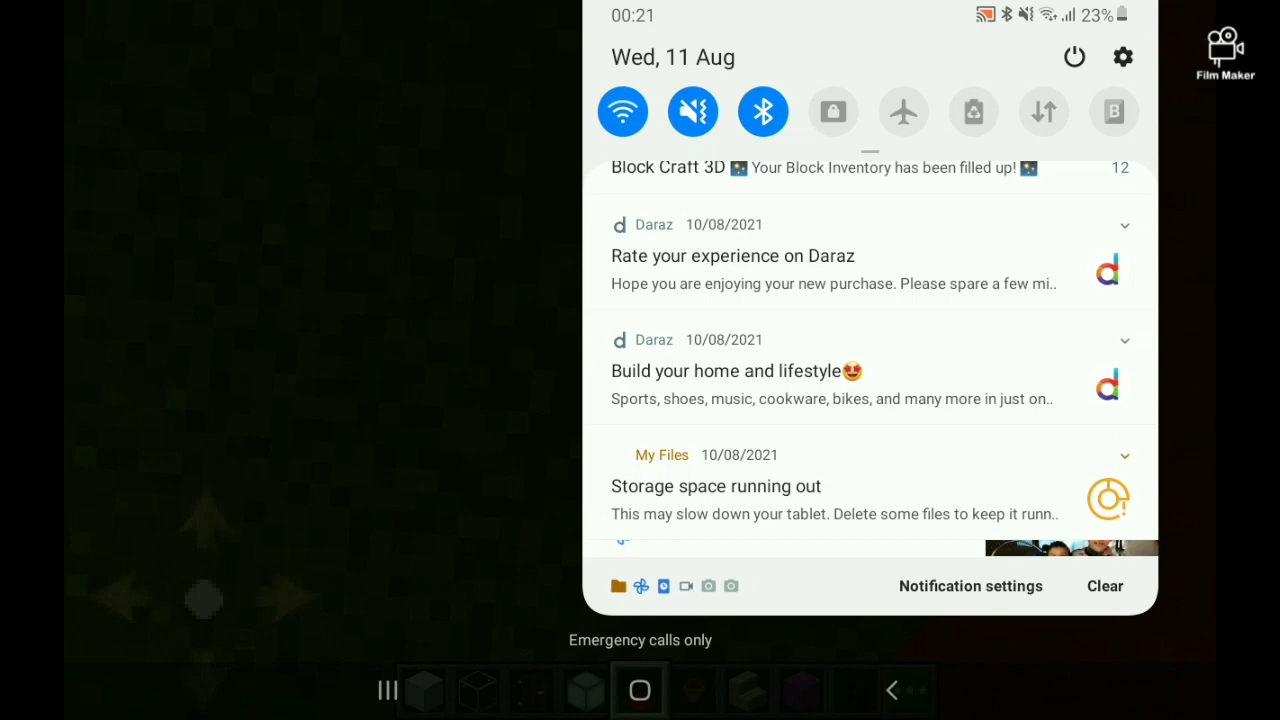 00:21
23%
Wed, 11 Aug
Film Maker
B
Block Craft 3D 🎆 Your Block Inventory has been filled up! 🎆 12
Daraz 10/08/2021
Rate your experience on Daraz
Hope you are enjoying your new purchase. Please spare a few mi..
Daraz 10/08/2021
Build your home and lifestyle🤩
Sports, shoes, music, cookware, bikes, and many more in just on..
My Files 10/08/2021
Storage space running out
This may slow down your tablet. Delete some files to keep it runn..
Notification settings Clear
Emergency calls only